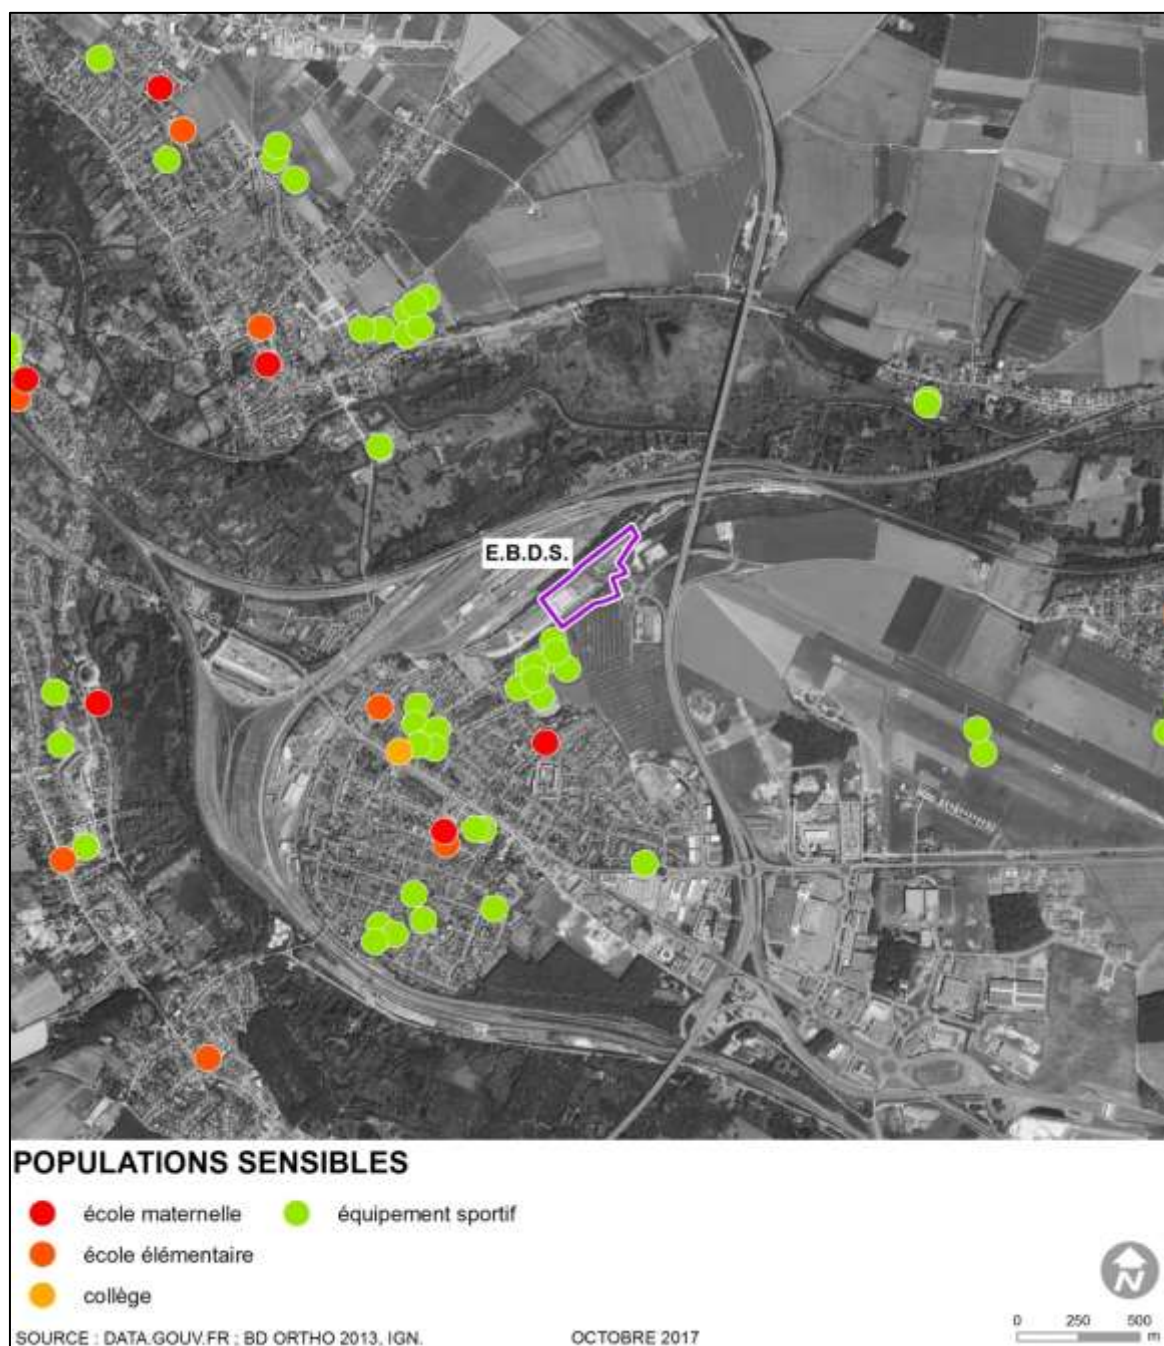 E.B.D.S.
POPULATIONS SENSIBLES
école maternelle
équipement sportif
école élémentaire
collège
N
0 250 500
m
SOURCE : DATA.GOUV.FR ; BD ORTHO 2013, IGN.
OCTOBRE 2017